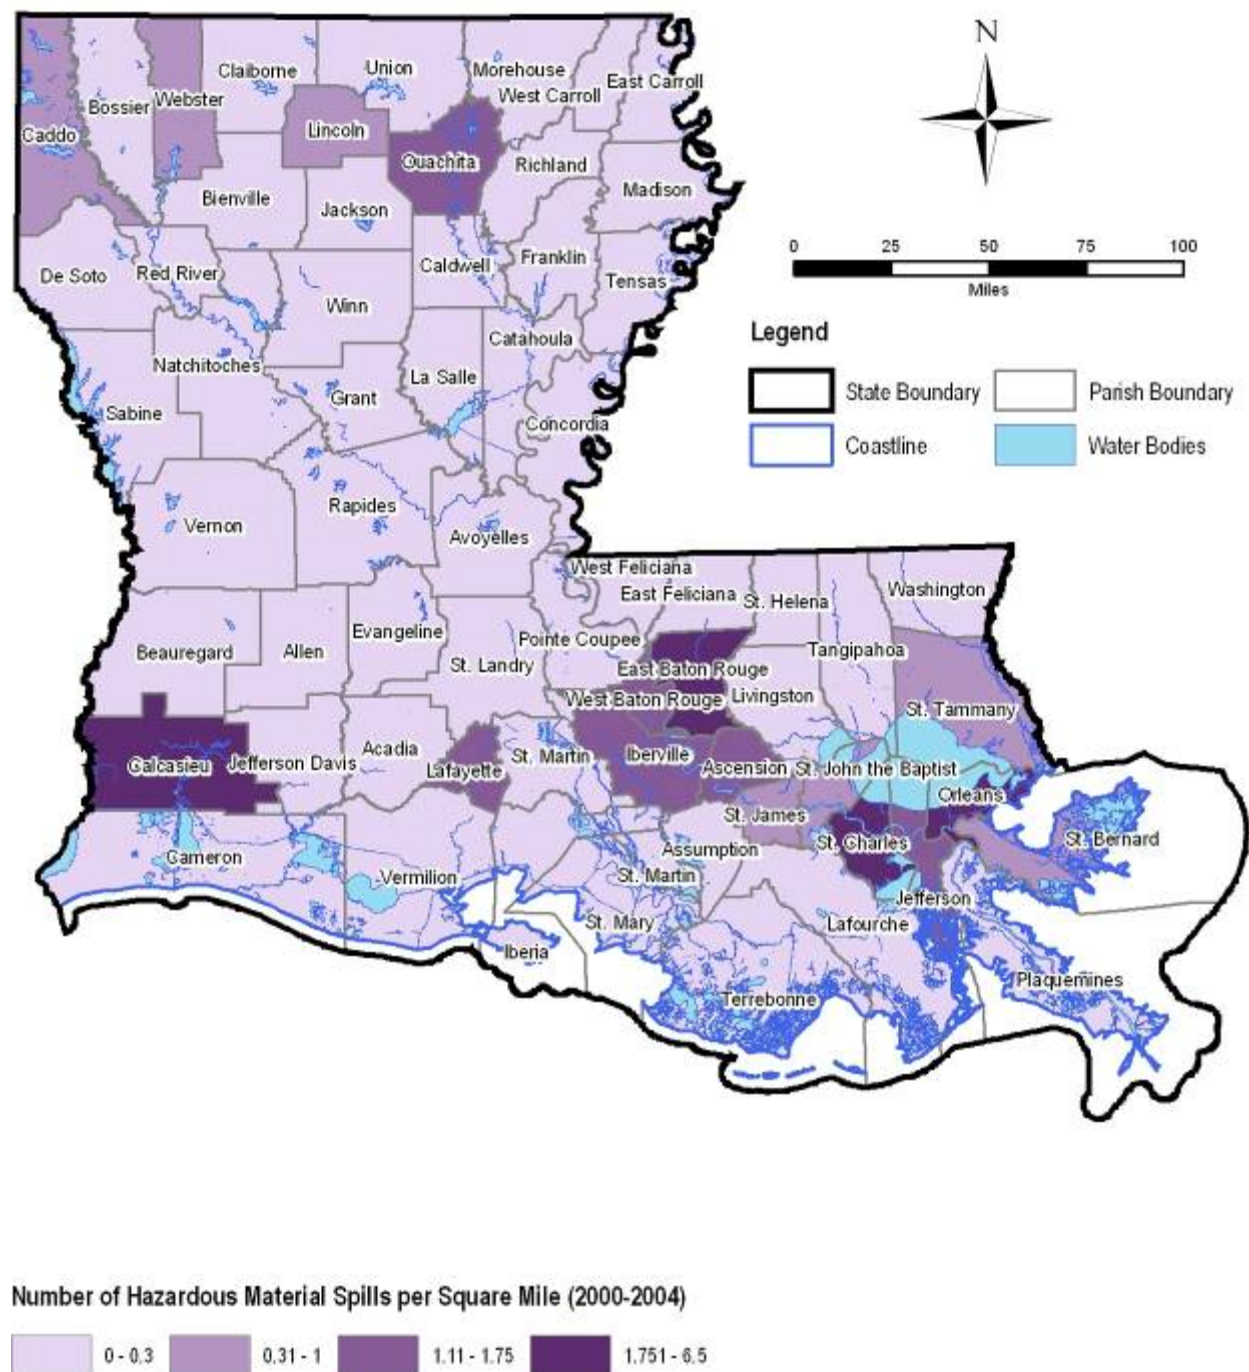 N
Claiborne
Union
Morehouse
East Carroll
West Carroll
Bossier
Webster
Caddo
Lincoln
Ouachita
Richland
Madison
Bienville
Jackson
0 25 50 75 100
Miles
De Soto
Red River
Caldwell
Franklin
Tensas
Winn
Legend
Catahoula
Natchitoches
La Salle
Grant
State Boundary
Parish Boundary
Sabine
Concordia
Coastline
Water Bodies
Rapides
Vernon
Avoyelles
West Feliciana
East Feliciana
St. Helena
Washington
Evangeline
Pointe Coupee
Beauregard
Allen
St. Landry
Tangipahoa
East Baton Rouge
West Baton Rouge
Livingston
St. Tammany
Acadia
St. Martin
Iberville
Calcasieu
Jefferson Davis
Lafayette
Ascension
St. John the Baptist
Orleans
St. James
St. Charles
St. Bernard
Assumption
Cameron
Vermilion
St. Martin
Jefferson
St. Mary
Lafourche
Iberia
Plaquemines
Terrebonne
Number of Hazardous Material Spills per Square Mile (2000-2004)
0 - 0.3
0.31 - 1
1.11 - 1.75
1.751 - 6.5